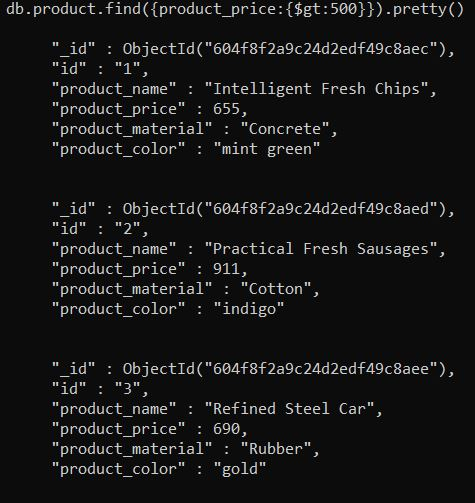 db.product.find({product_price:{$gt:500}}).pretty()
"_id" : ObjectId("604f8f2a9c24d2edf49c8aec"),
"id" : "1",
"product_name" : "Intelligent Fresh Chips",
"product_price" : 655,
"product_material" : "Concrete",
"product_color" : "mint green"
"_id" : ObjectId("604f8f2a9c24d2edf49c8aed"),
"id" : "2",
"product_name" : "Practical Fresh Sausages",
"product_price" : 911,
"product_material" : "Cotton",
"product_color" : "indigo"
"_id" : ObjectId("604f8f2a9c24d2edf49c8aee"),
"id" : "3",
"product_name" : "Refined Steel Car",
"product_price" : 690,
"product_material" : "Rubber",
"product_color" : "gold"